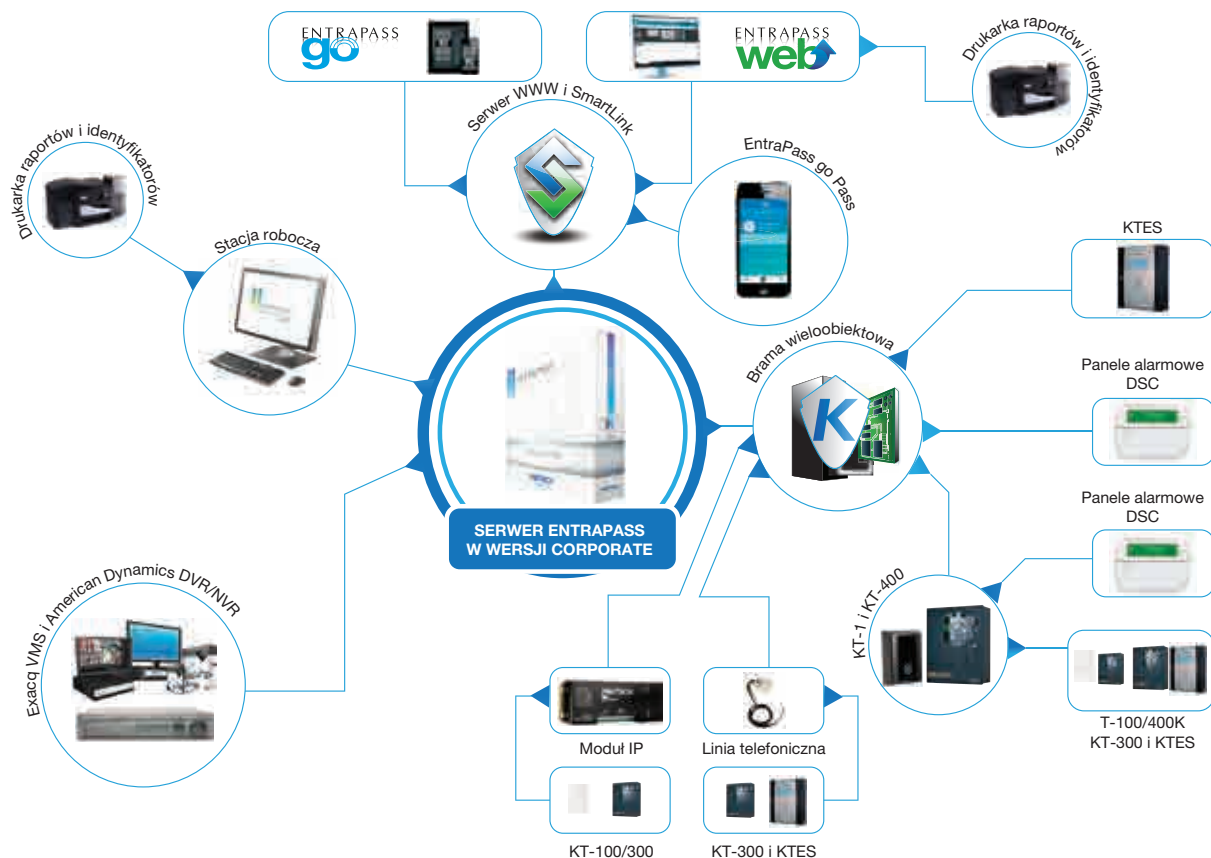 ENTRAPASS
go
ENTRAPASS
web
Drukarka raportów i identyfikatorów
Serwer WWW i SmartLink
Drukarka raportów i identyfikatorów
EntraPass go Pass
Stacja robocza
KTES
Brama wieloobiektowa
K
Panele alarmowe
DSC
Panele alarmowe
DSC
SERWER ENTRAPASS
W WERSJI CORPORATE
Exacq VMS i American Dynamics DVR/NVR
KT-1 i KT-400
T-100/400K
KT-300 i KTES
Moduł IP
Linia telefoniczna
KT-100/300
KT-300 i KTES